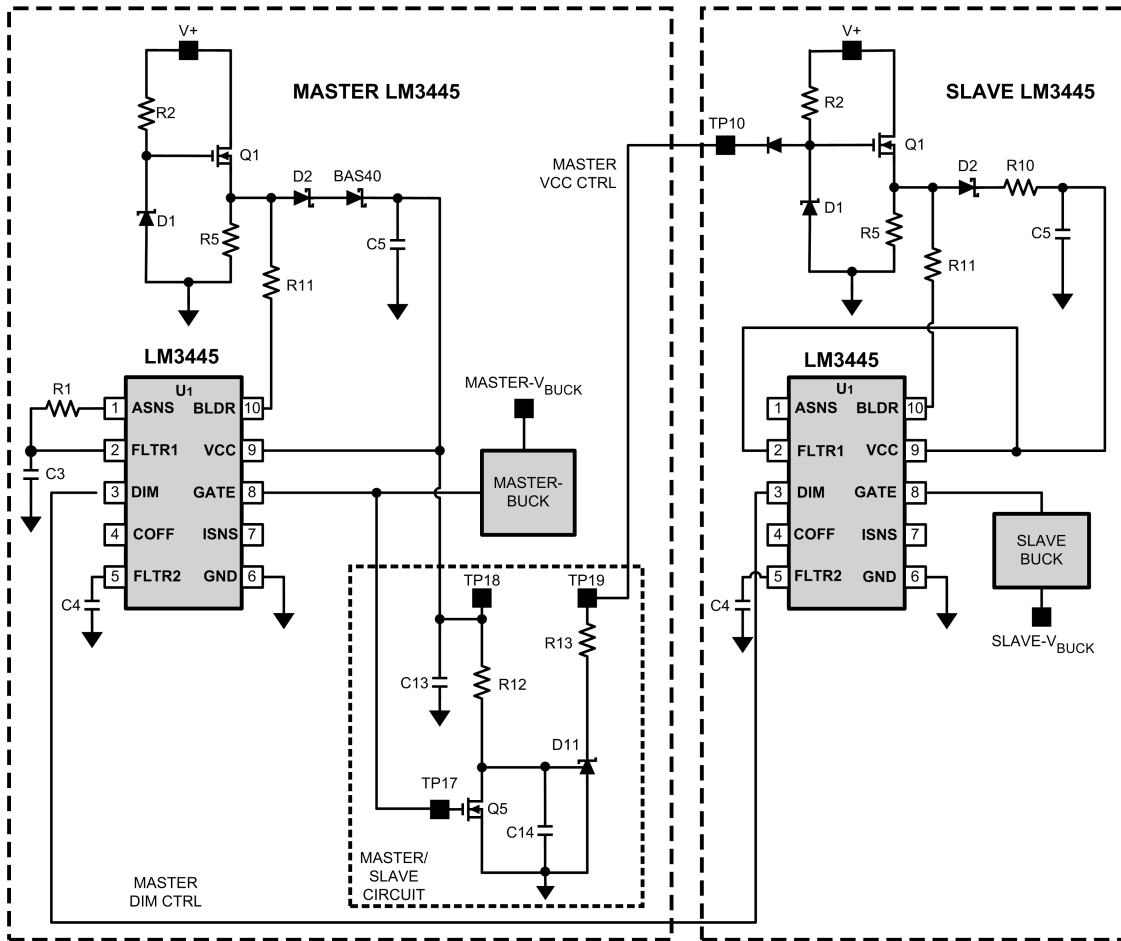 V+
R2
MASTER LM3445
Q1
D1
R5
D2
BAS40
C5
R11
LM3445
U1
R1
1 ASNS BLDR 10
2 FLTR1 VCC 9
3 DIM GATE 8
4 COFF ISNS 7
5 FLTR2 GND 6
C3
C4
MASTER-VBUCK
MASTER-
BUCK
TP18
TP19
R13
C13
R12
D11
TP17
Q5
C14
MASTER/
SLAVE
CIRCUIT
MASTER
DIM CTRL
MASTER
VCC CTRL
V+
SLAVE LM3445
R2
TP10
Q1
D1
R5
D2
R10
C5
R11
LM3445
U1
1 ASNS BLDR 10
2 FLTR1 VCC 9
3 DIM GATE 8
4 COFF ISNS 7
5 FLTR2 GND 6
C4
SLAVE
BUCK
SLAVE-VBUCK